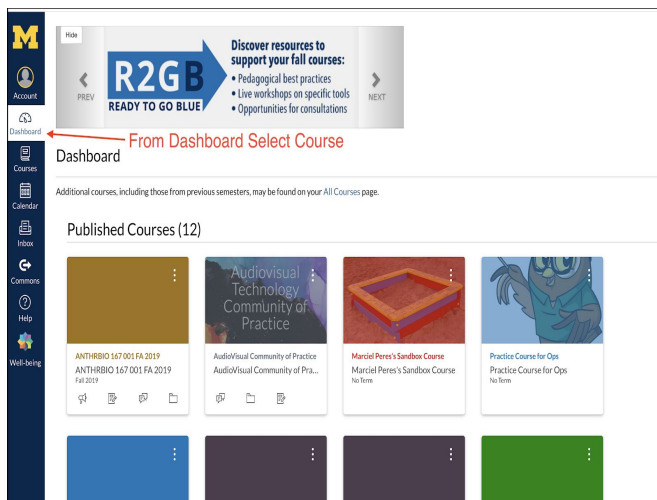 M
Account
Dashboard
Courses
Calendar
Inbox
Commons
Help
Well-being
Hide
PREV
R2GB
READY TO GO BLUE
Discover resources to
support your fall courses:
• Pedagogical best practices
• Live workshops on specific tools
• Opportunities for consultations
NEXT
From Dashboard Select Course
Dashboard
Additional courses, including those from previous semesters, may be found on your All Courses page.
Published Courses (12)
ANTHRBIO 167 001 FA 2019
ANTHRBIO 167 001 FA 2019
Fall 2019
Audiovisual
Technology
Community of
Practice
AudioVisual Community of Practice
AudioVisual Community of Pra...
Marciel Peres's Sandbox Course
Marciel Peres's Sandbox Course
No Term
Practice Course for Ops
Practice Course for Ops
No Term